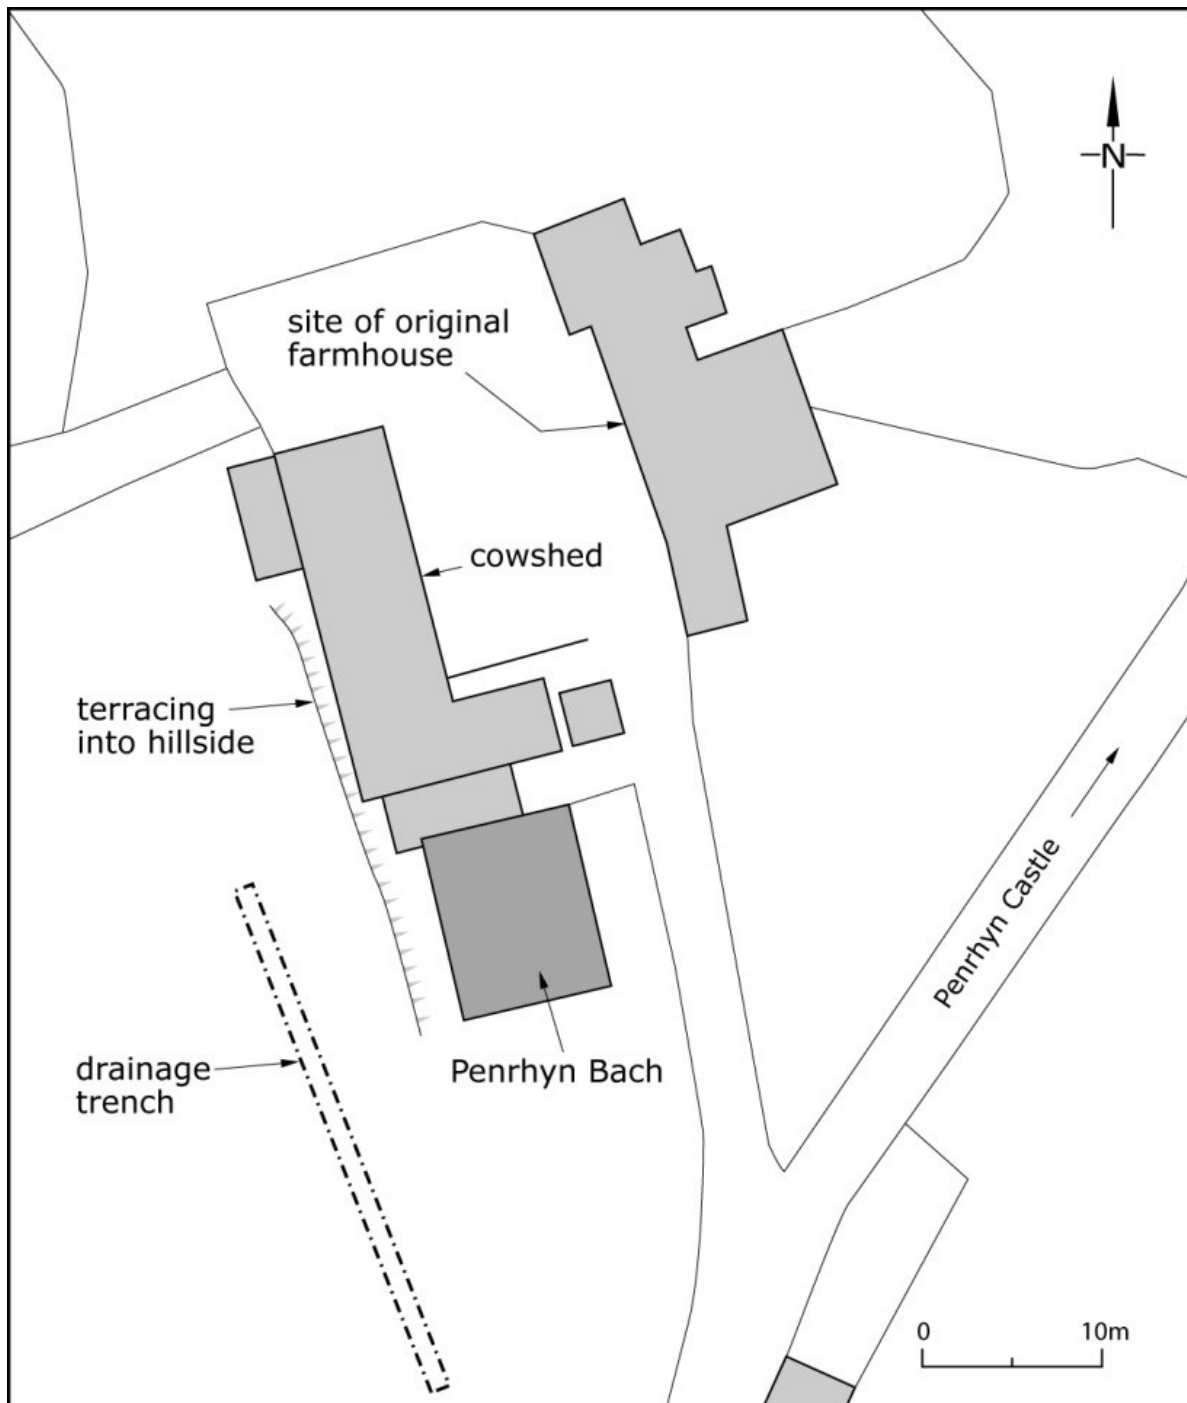 N
site of original
farmhouse
cowshed
terracing
into hillside
Penrhyn Castle
drainage
trench
Penrhyn Bach
0 10m